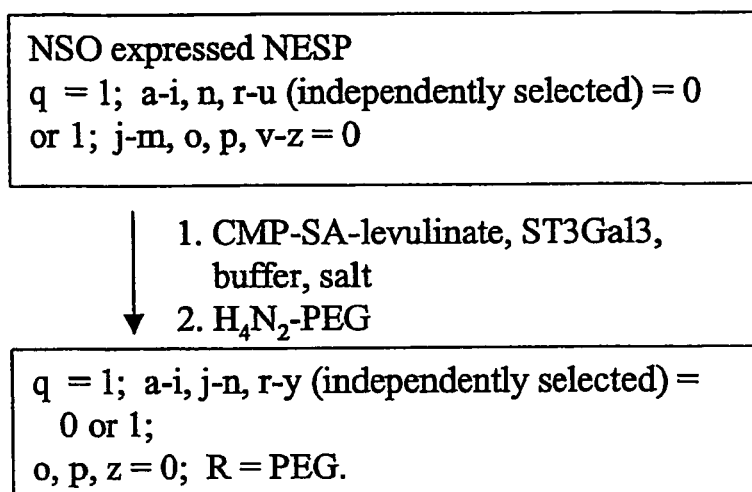 NSO expressed NESP
q = 1; a-i, n, r-u (independently selected) = 0
or 1; j-m, o, p, v-z = 0
1. CMP-SA-levulinate, ST3Gal3,
buffer, salt
2. H₄N₂-PEG
q = 1; a-i, j-n, r-y (independently selected) =
0 or 1;
o, p, z = 0; R = PEG.